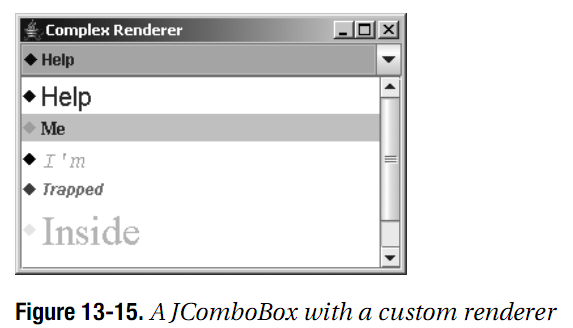 Complex Renderer
Help
Help
Me
I'm
Trapped
Inside
Figure 13-15. A JComboBox with a custom renderer